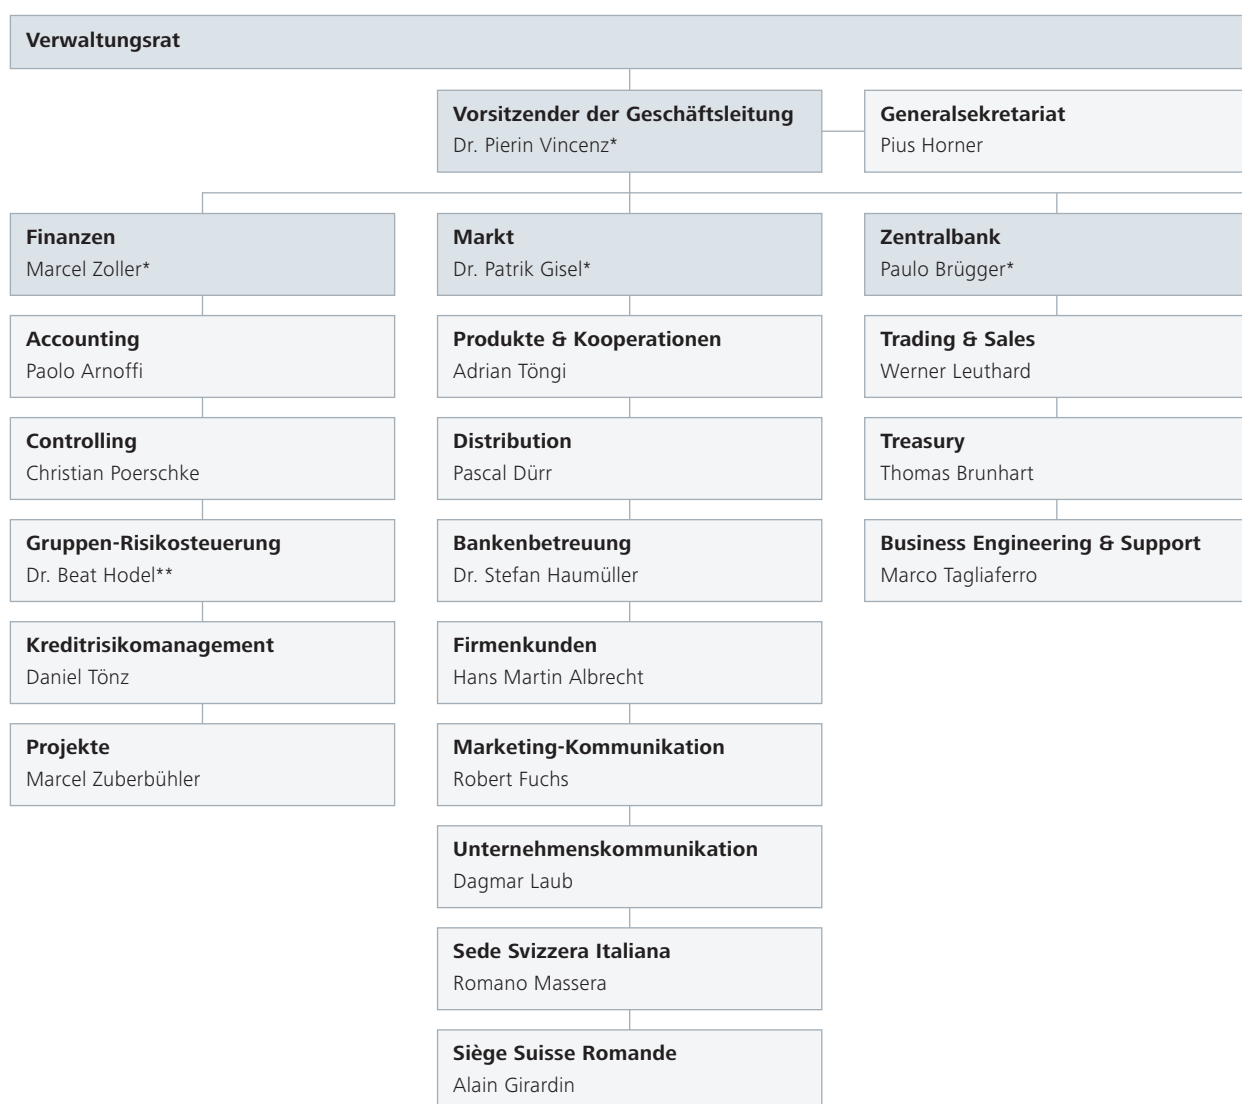 Verwaltungsrat
Vorsitzender der Geschäftsleitung
Dr. Pierin Vincenz*
Generalsekretariat
Pius Horner
Finanzen
Marcel Zoller*
Accounting
Paolo Arnoffi
Controlling
Christian Poerschke
Gruppen-Risikosteuerung
Dr. Beat Hodel**
Kreditrisikomanagement
Daniel Tönz
Projekte
Marcel Zuberbühler
Markt
Dr. Patrik Gisel*
Produkte & Kooperationen
Adrian Töngi
Distribution
Pascal Dürr
Bankenbetreuung
Dr. Stefan Haumüller
Firmenkunden
Hans Martin Albrecht
Marketing-Kommunikation
Robert Fuchs
Unternehmenskommunikation
Dagmar Laub
Sede Svizzera Italiana
Romano Massera
Siège Suisse Romande
Alain Girardin
Zentralbank
Paulo Brügger*
Trading & Sales
Werner Leuthard
Treasury
Thomas Brunhart
Business Engineering & Support
Marco Tagliaferro